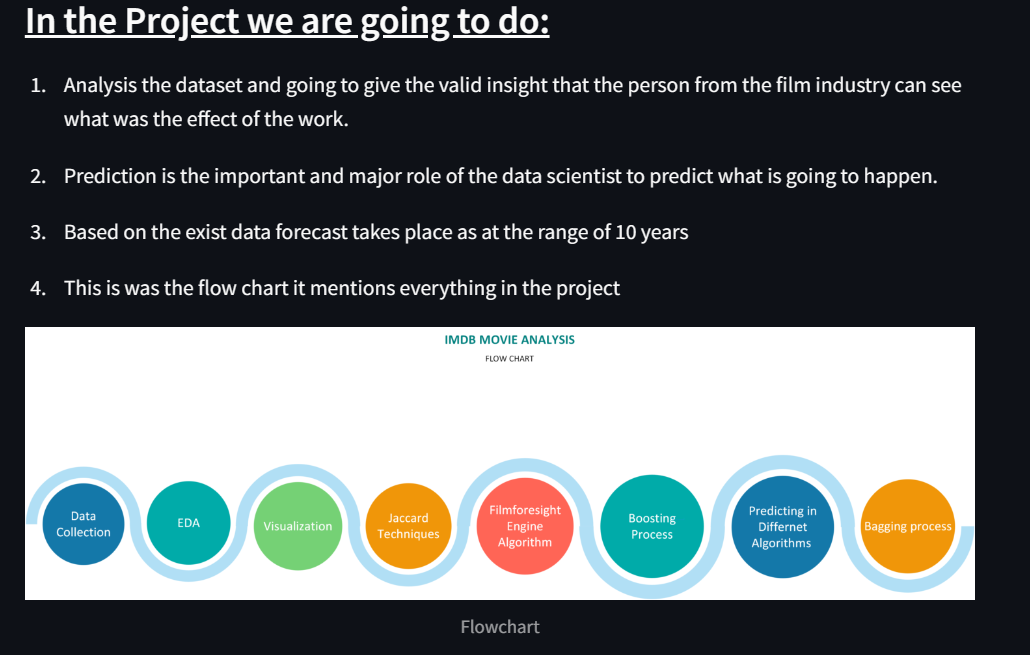 In the Project we are going to do:
1. Analysis the dataset and going to give the valid insight that the person from the film industry can see
what was the effect of the work.
2. Prediction is the important and major role of the data scientist to predict what is going to happen.
3. Based on the exist data forecast takes place as at the range of 10 years
4. This is was the flow chart it mentions everything in the project
IMDB MOVIE ANALYSIS
FLOW CHART
Data
Collection
EDA
Visualization
Jaccard
Techniques
Filmforesight
Engine
Algorithm
Boosting
Process
Predicting in
Differnet
Algorithms
Bagging process
Flowchart